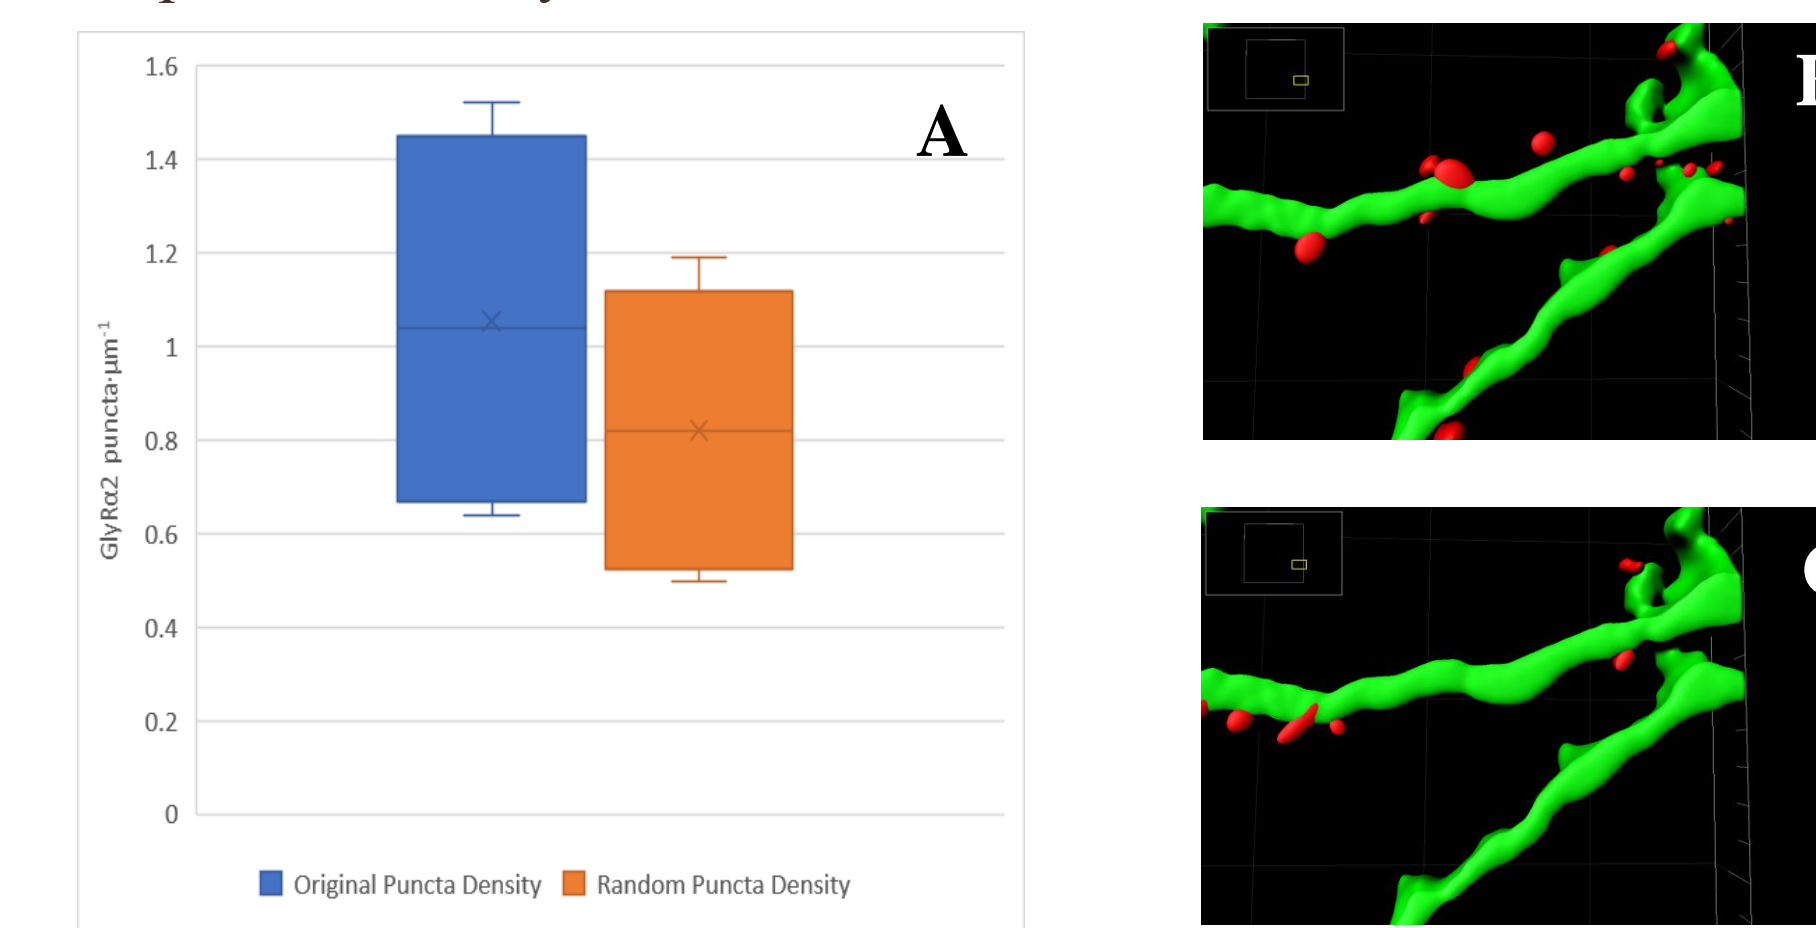 A
1.6
1.4
1.2
1
0.8
0.6
0.4
0.2
0
GlyRα2 puncta·μm⁻¹
Original Puncta Density
Random Puncta Density